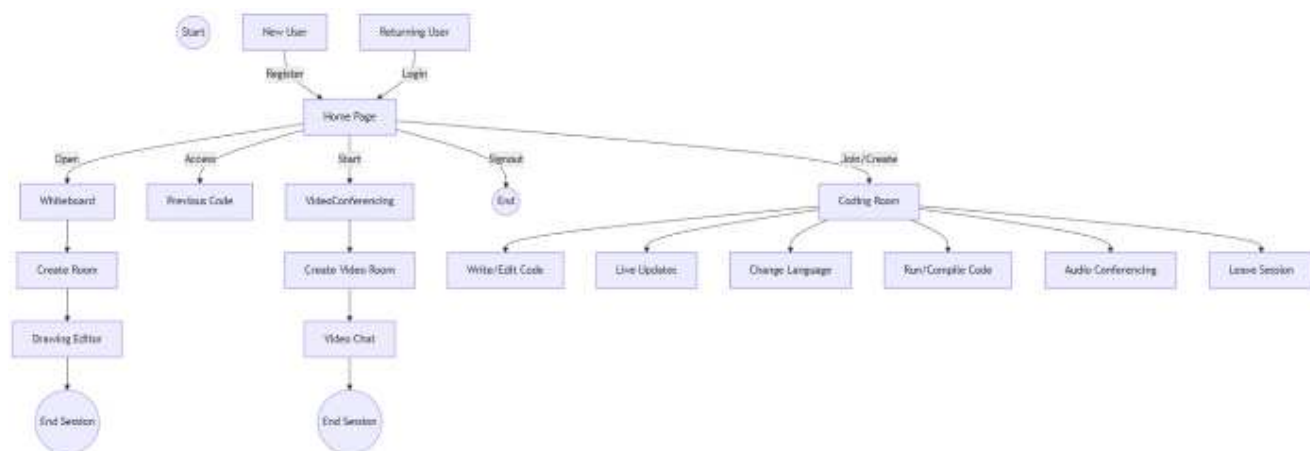 Start
New User
Returning User
Register
Login
Home Page
Open
Access
Start
Signout
Join/Create
Whiteboard
Previous Code
VideoConferencing
End
Coding Room
Create Room
Create Video Room
Write/Edit Code
Live Updates
Change Language
Run/Compile Code
Audio Conferencing
Leave Session
Drawing Editor
Video Chat
End Session
End Session